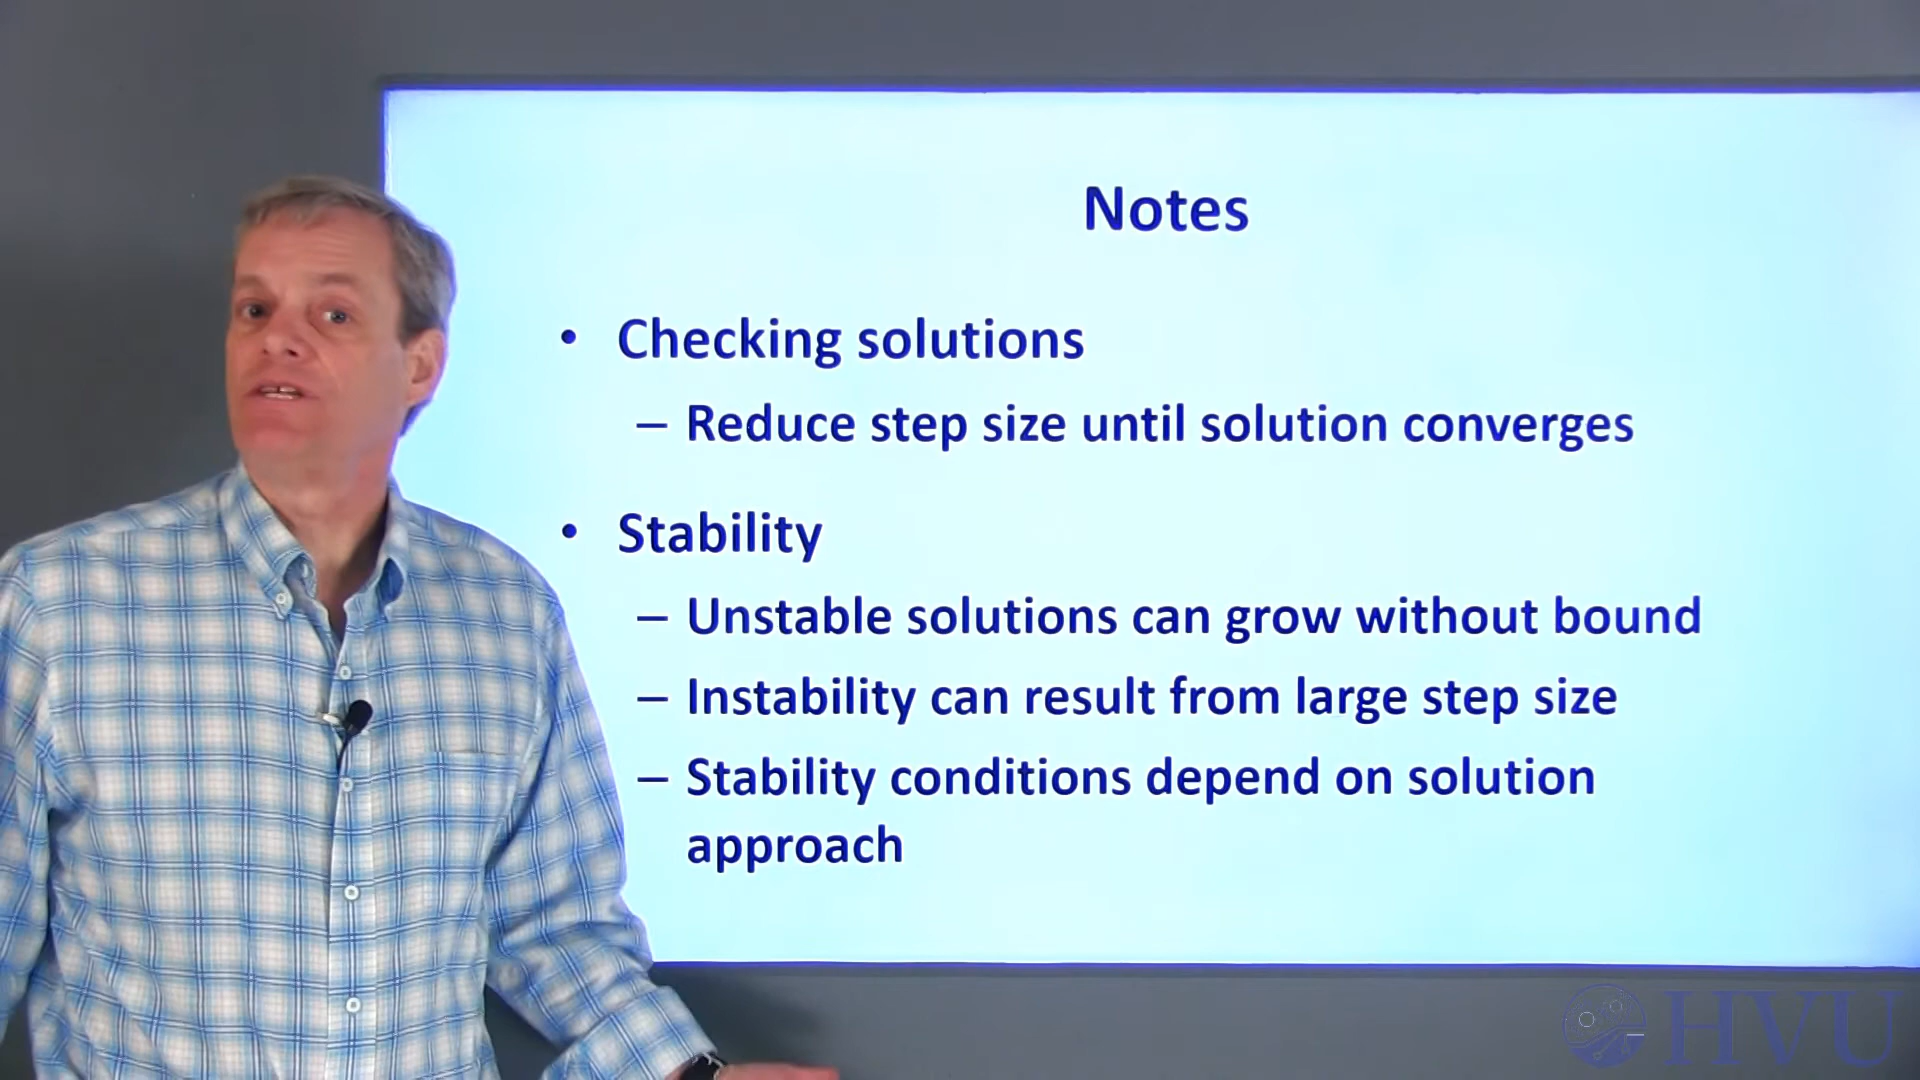 Notes
• Checking solutions
– Reduce step size until solution converges
• Stability
– Unstable solutions can grow without bound
– Instability can result from large step size
– Stability conditions depend on solution
approach
HVU